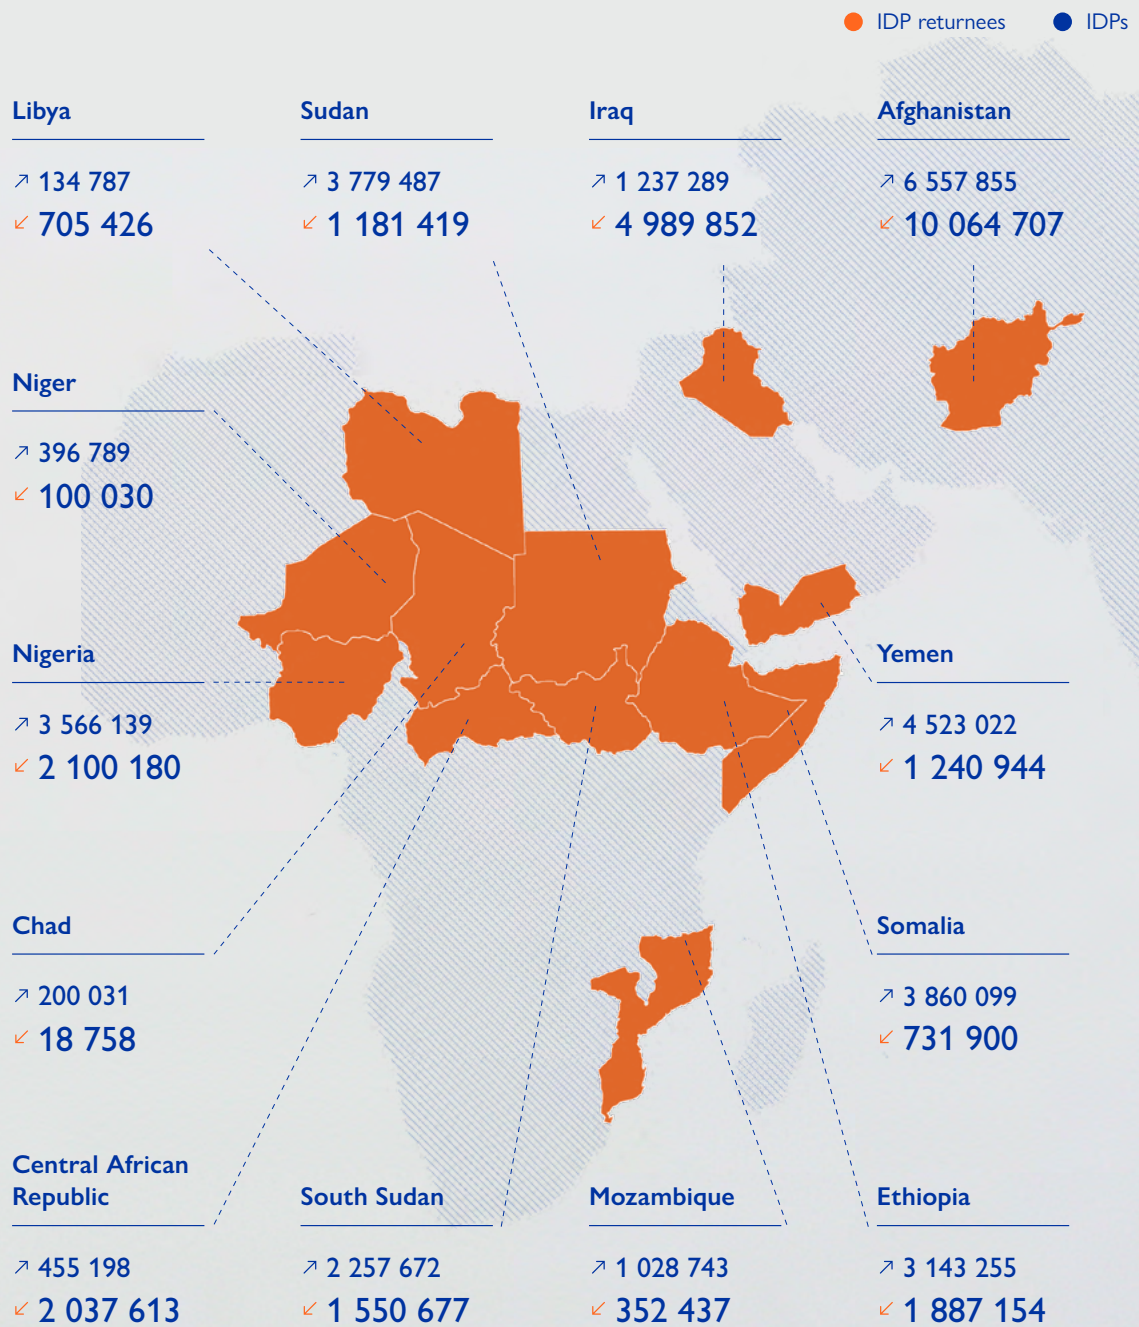 IDP returnees
IDPs
Libya
↗ 134 787
↙ 705 426
Sudan
↗ 3 779 487
↙ 1 181 419
Iraq
↗ 1 237 289
↙ 4 989 852
Afghanistan
↗ 6 557 855
↙ 10 064 707
Niger
↗ 396 789
↙ 100 030
Nigeria
↗ 3 566 139
↙ 2 100 180
Yemen
↗ 4 523 022
↙ 1 240 944
Chad
↗ 200 031
↙ 18 758
Somalia
↗ 3 860 099
↙ 731 900
Central African
Republic
↗ 455 198
↙ 2 037 613
South Sudan
↗ 2 257 672
↙ 1 550 677
Mozambique
↗ 1 028 743
↙ 352 437
Ethiopia
↗ 3 143 255
↙ 1 887 154